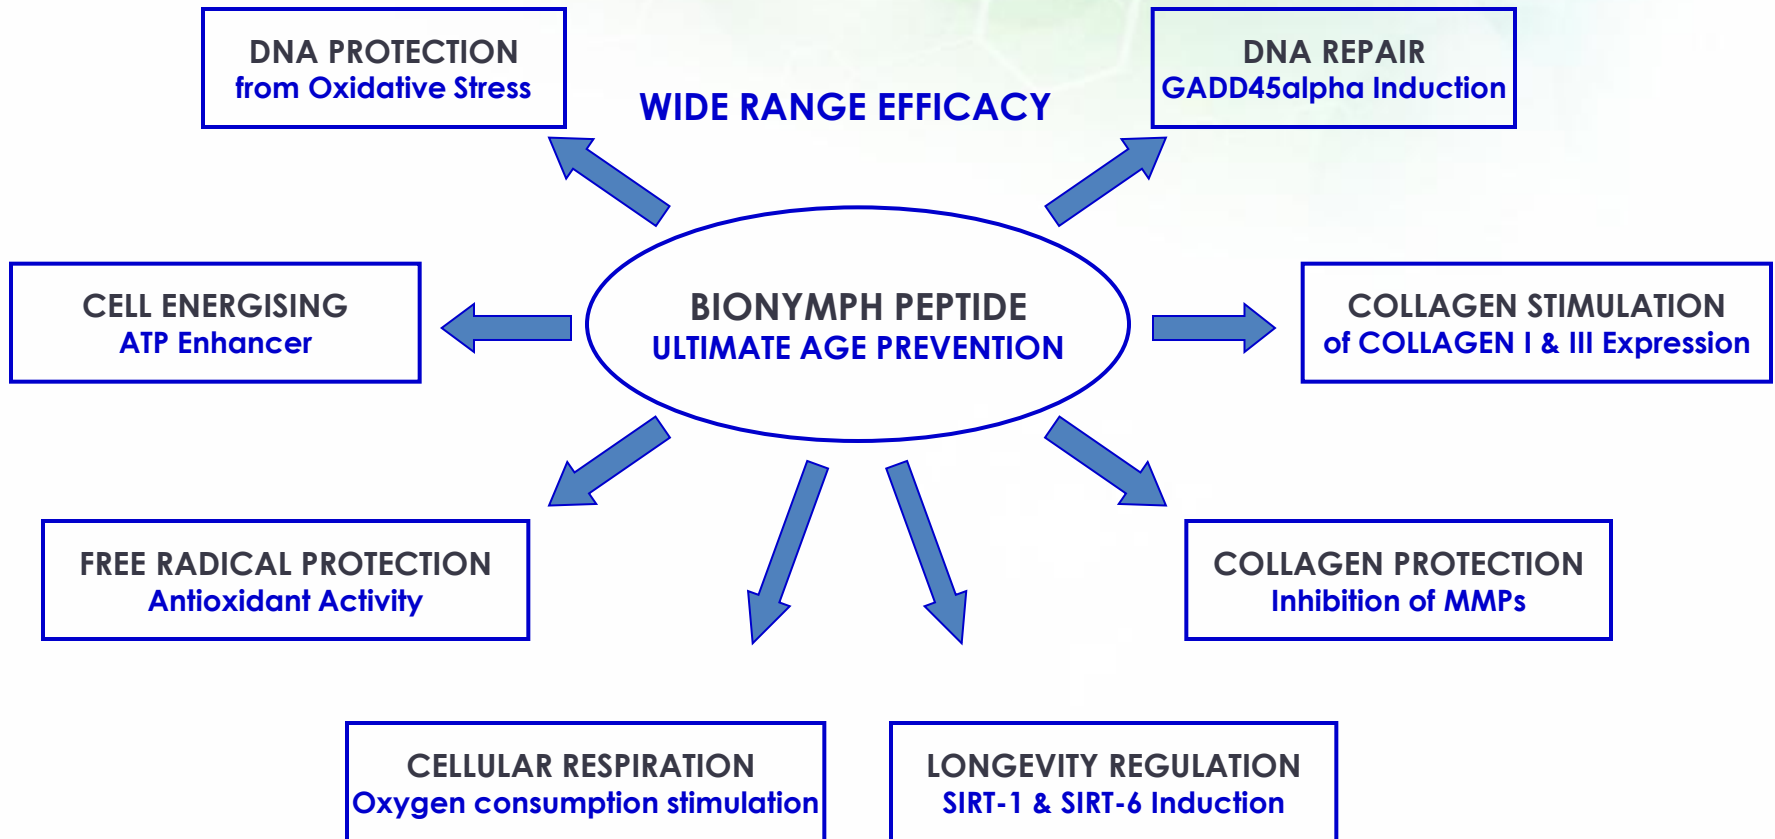 DNA PROTECTION
from Oxidative Stress
DNA REPAIR
GADD45alpha Induction
WIDE RANGE EFFICACY
CELL ENERGISING
ATP Enhancer
BIONYMPH PEPTIDE
ULTIMATE AGE PREVENTION
COLLAGEN STIMULATION
of COLLAGEN I & III Expression
FREE RADICAL PROTECTION
Antioxidant Activity
COLLAGEN PROTECTION
Inhibition of MMPs
CELLULAR RESPIRATION
Oxygen consumption stimulation
LONGEVITY REGULATION
SIRT-1 & SIRT-6 Induction